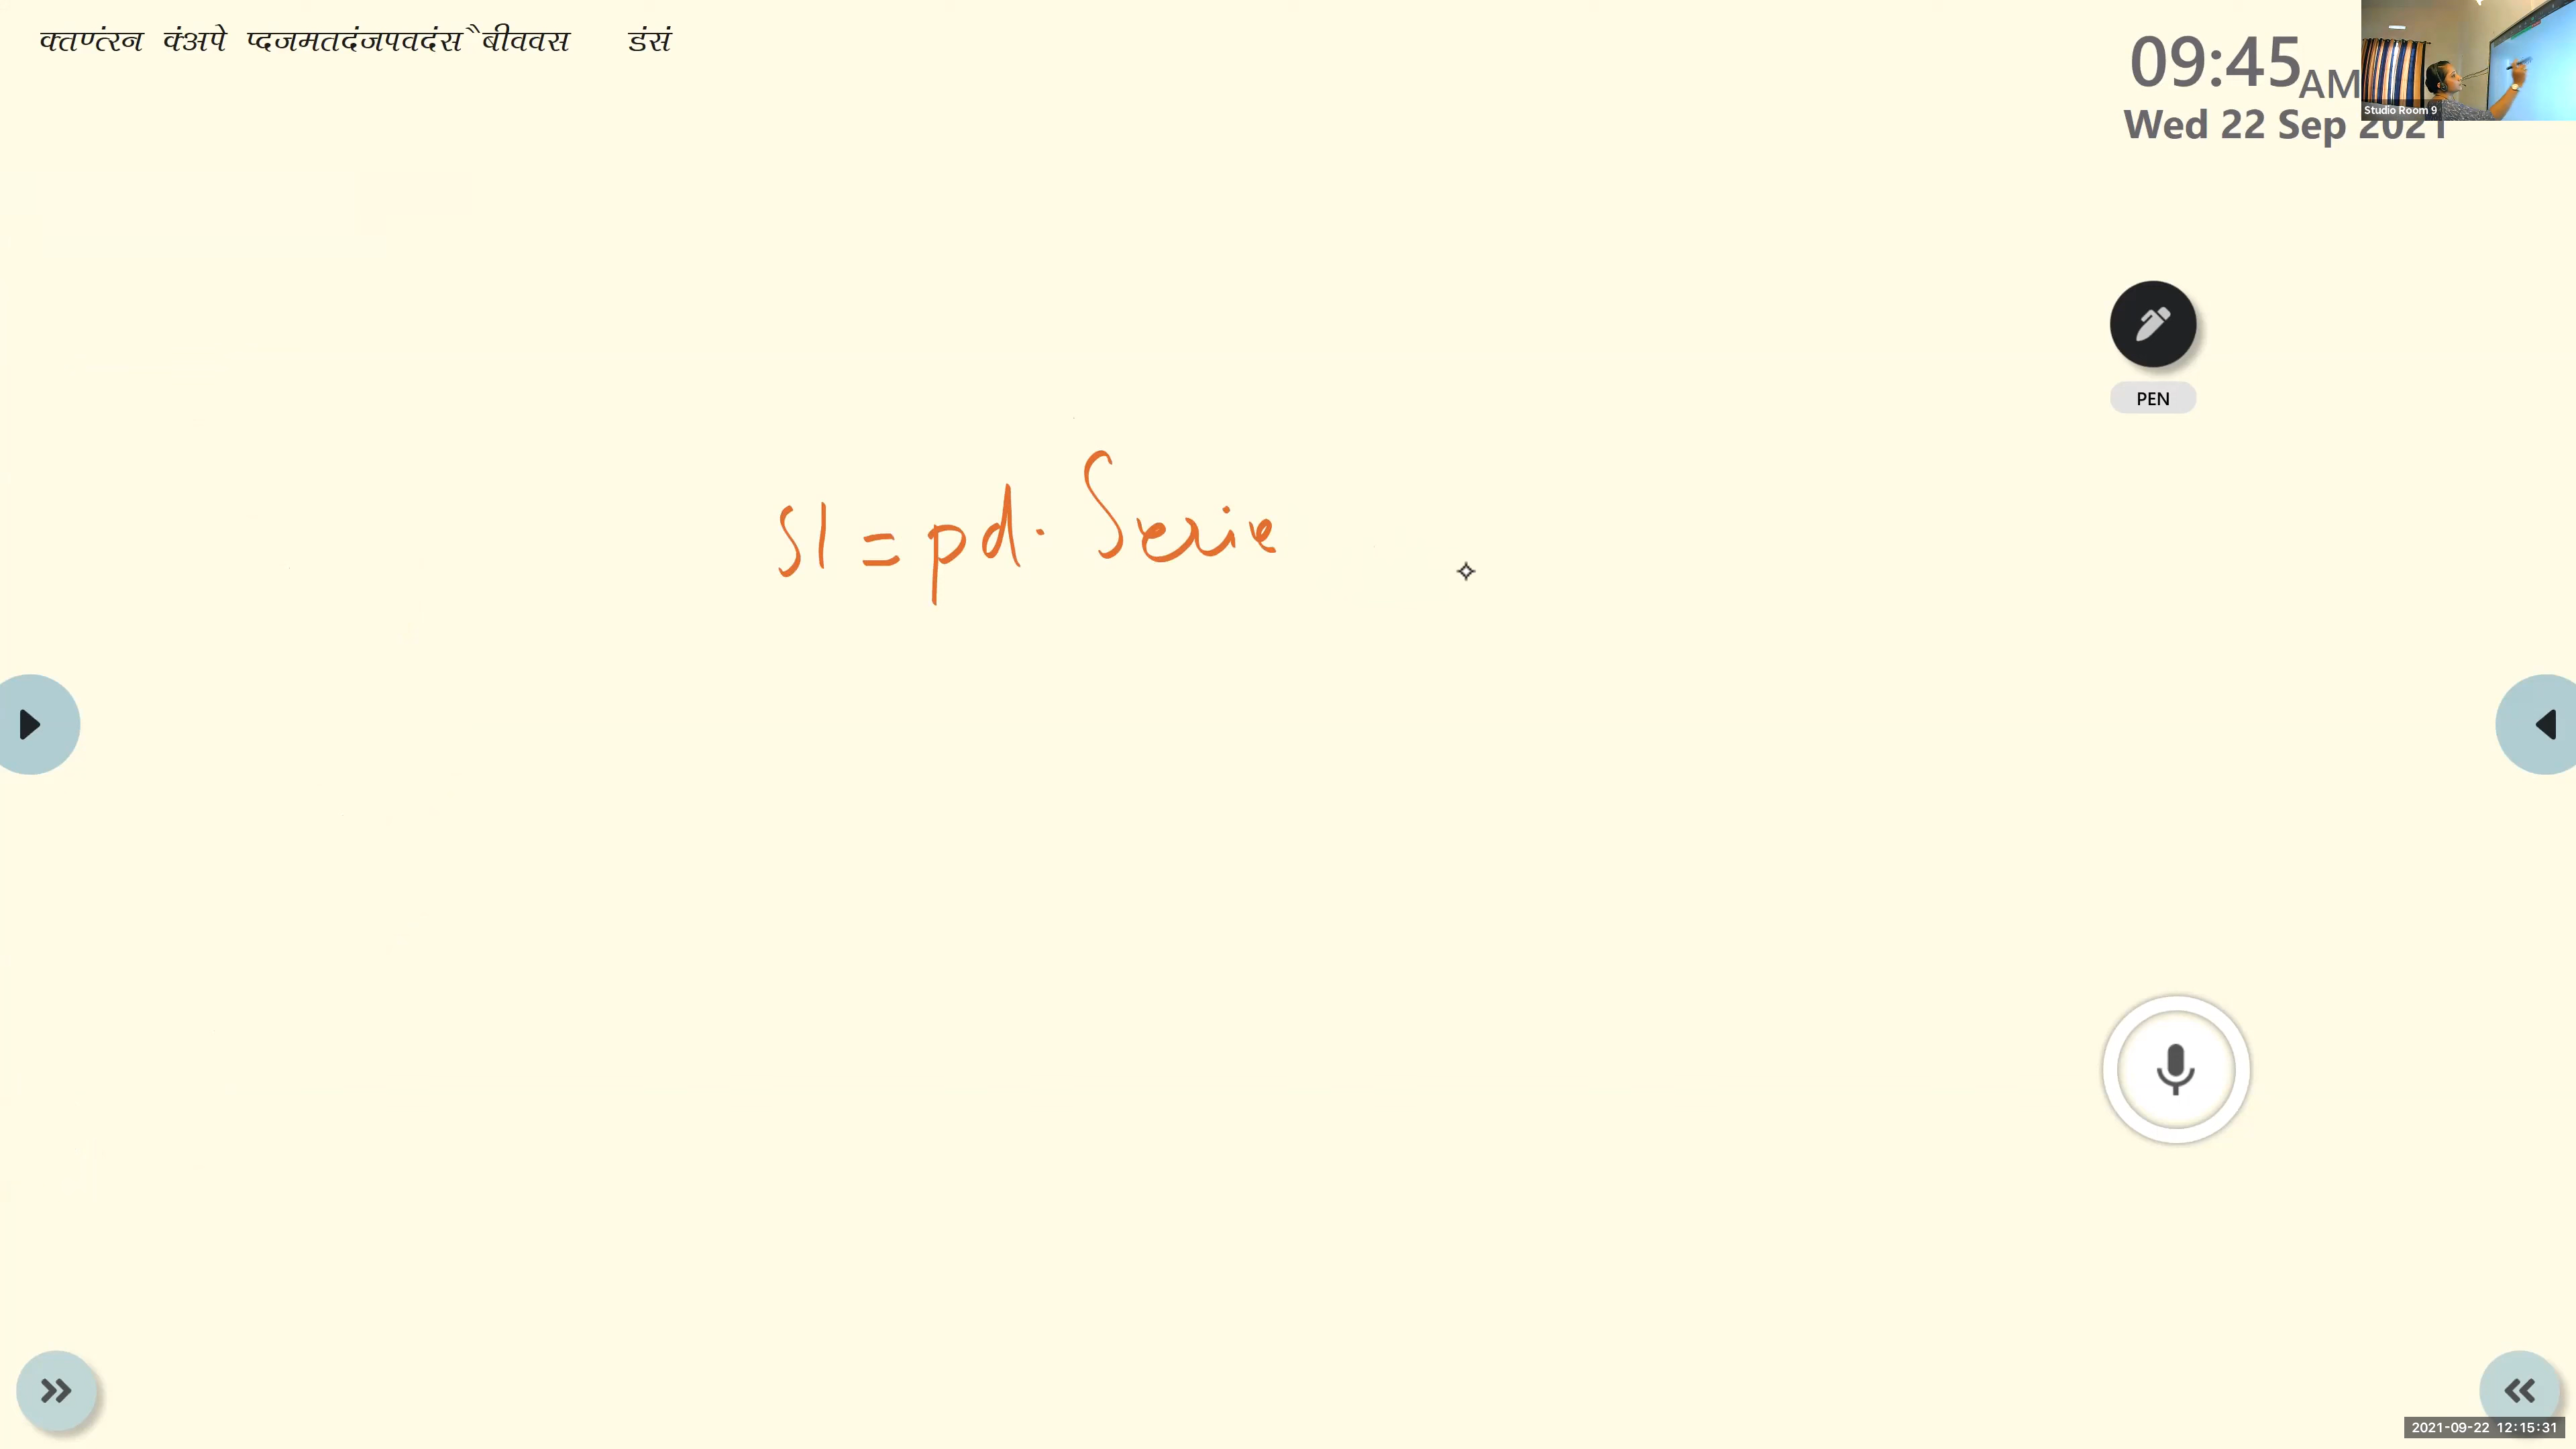 क्तण्टंरन कंअपे प्दजमतदंजपवदंस ैबीववस डंसं
09:45AM
Studio Room 9
Wed 22 Sep 2021
PEN
S1 = pd. Serie
2021-09-22 12:15:31